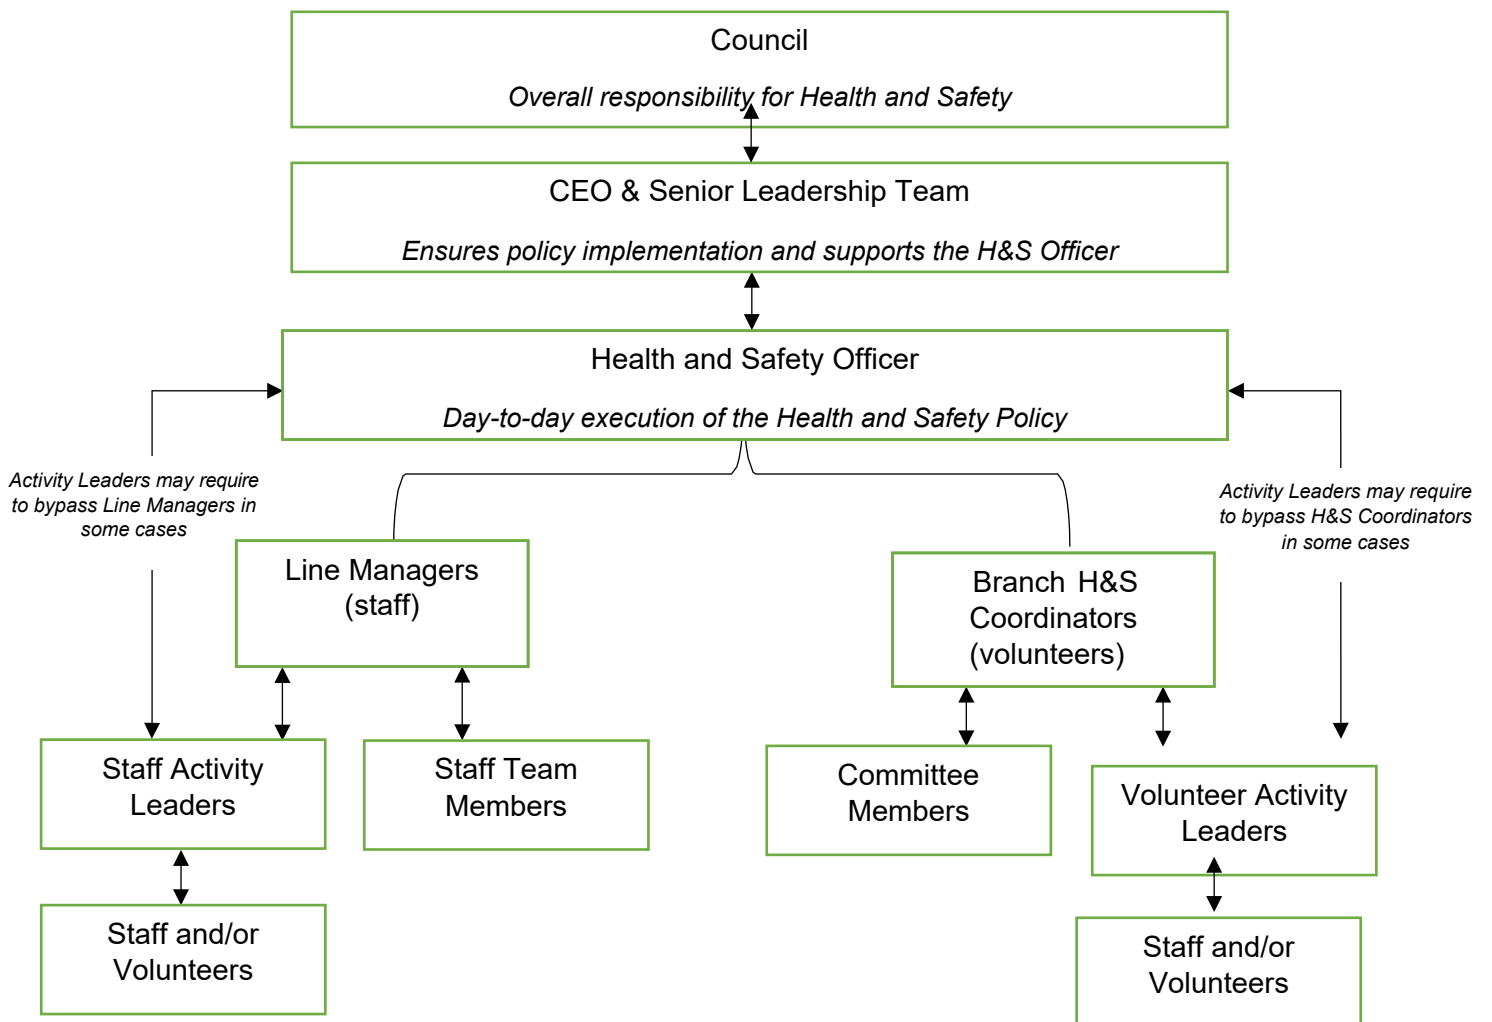 Council
Overall responsibility for Health and Safety
CEO & Senior Leadership Team
Ensures policy implementation and supports the H&S Officer
Health and Safety Officer
Day-to-day execution of the Health and Safety Policy
Activity Leaders may require
to bypass Line Managers in
some cases
Activity Leaders may require
to bypass H&S Coordinators
in some cases
Line Managers
(staff)
Branch H&S
Coordinators
(volunteers)
Staff Activity
Leaders
Staff Team
Members
Committee
Members
Volunteer Activity
Leaders
Staff and/or
Volunteers
Staff and/or
Volunteers